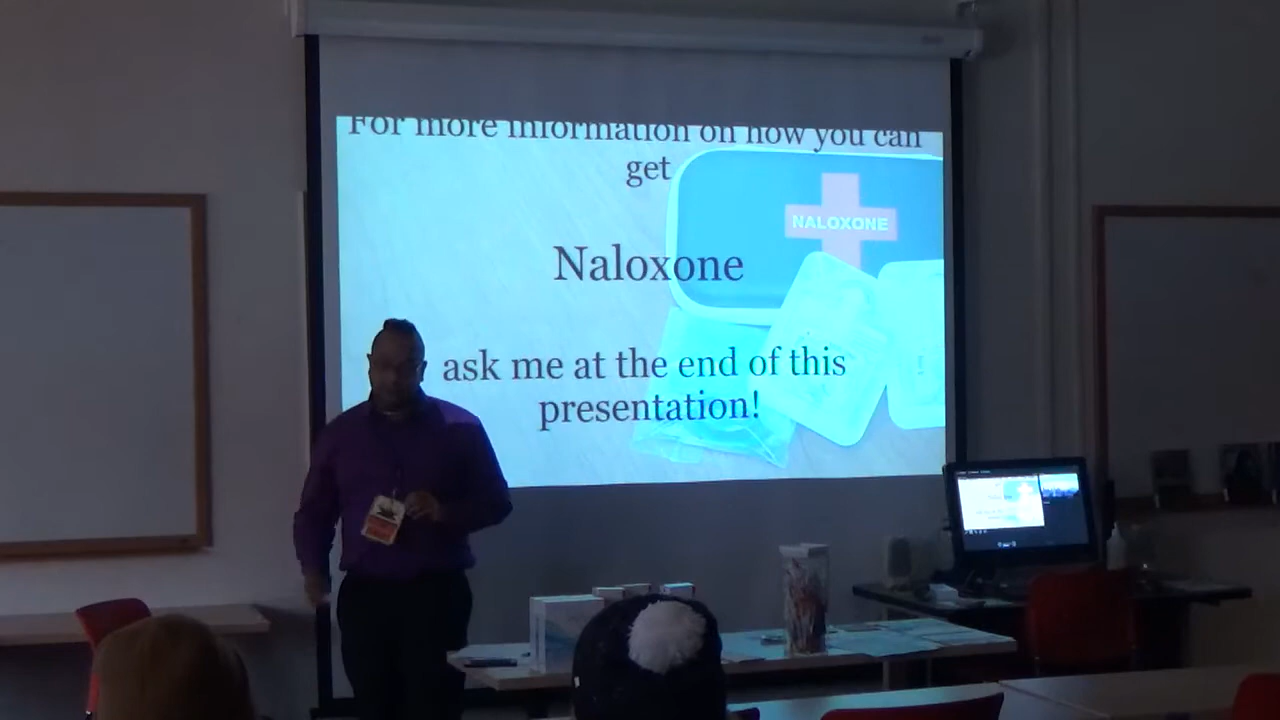 For more information on how you can
get
NALOXONE
Naloxone
ask me at the end of this
presentation!